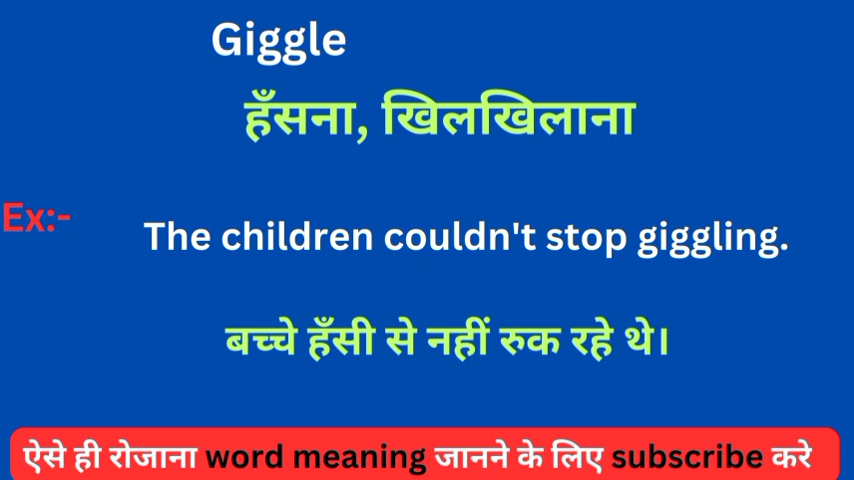 Giggle
हँसना, खिलखिलाना
Ex:-
The children couldn't stop giggling.
बच्चे हँसी से नहीं रुक रहे थे।
ऐसे ही रोजाना word meaning जानने के लिए subscribe करे